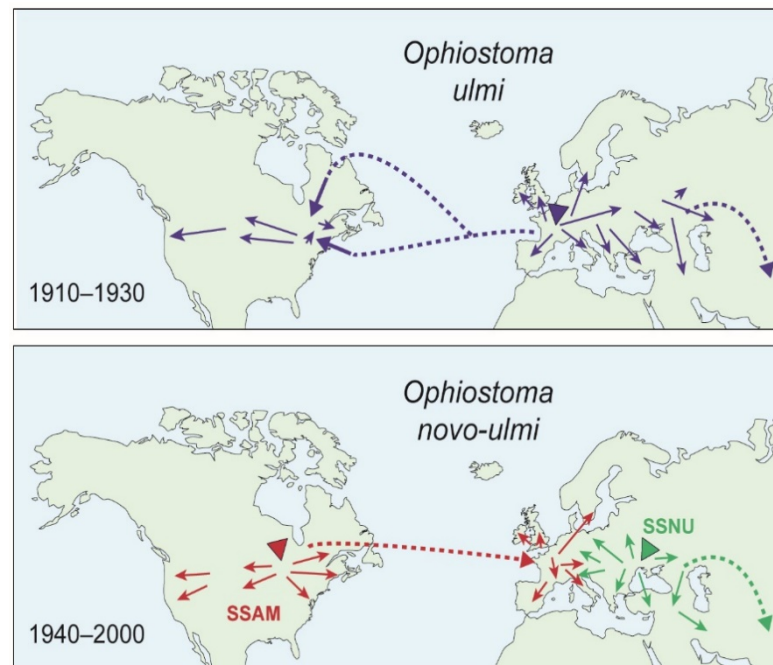 Ophiostoma
ulmi
1910–1930
Ophiostoma
novo-ulmi
SSNU
SSAM
1940–2000